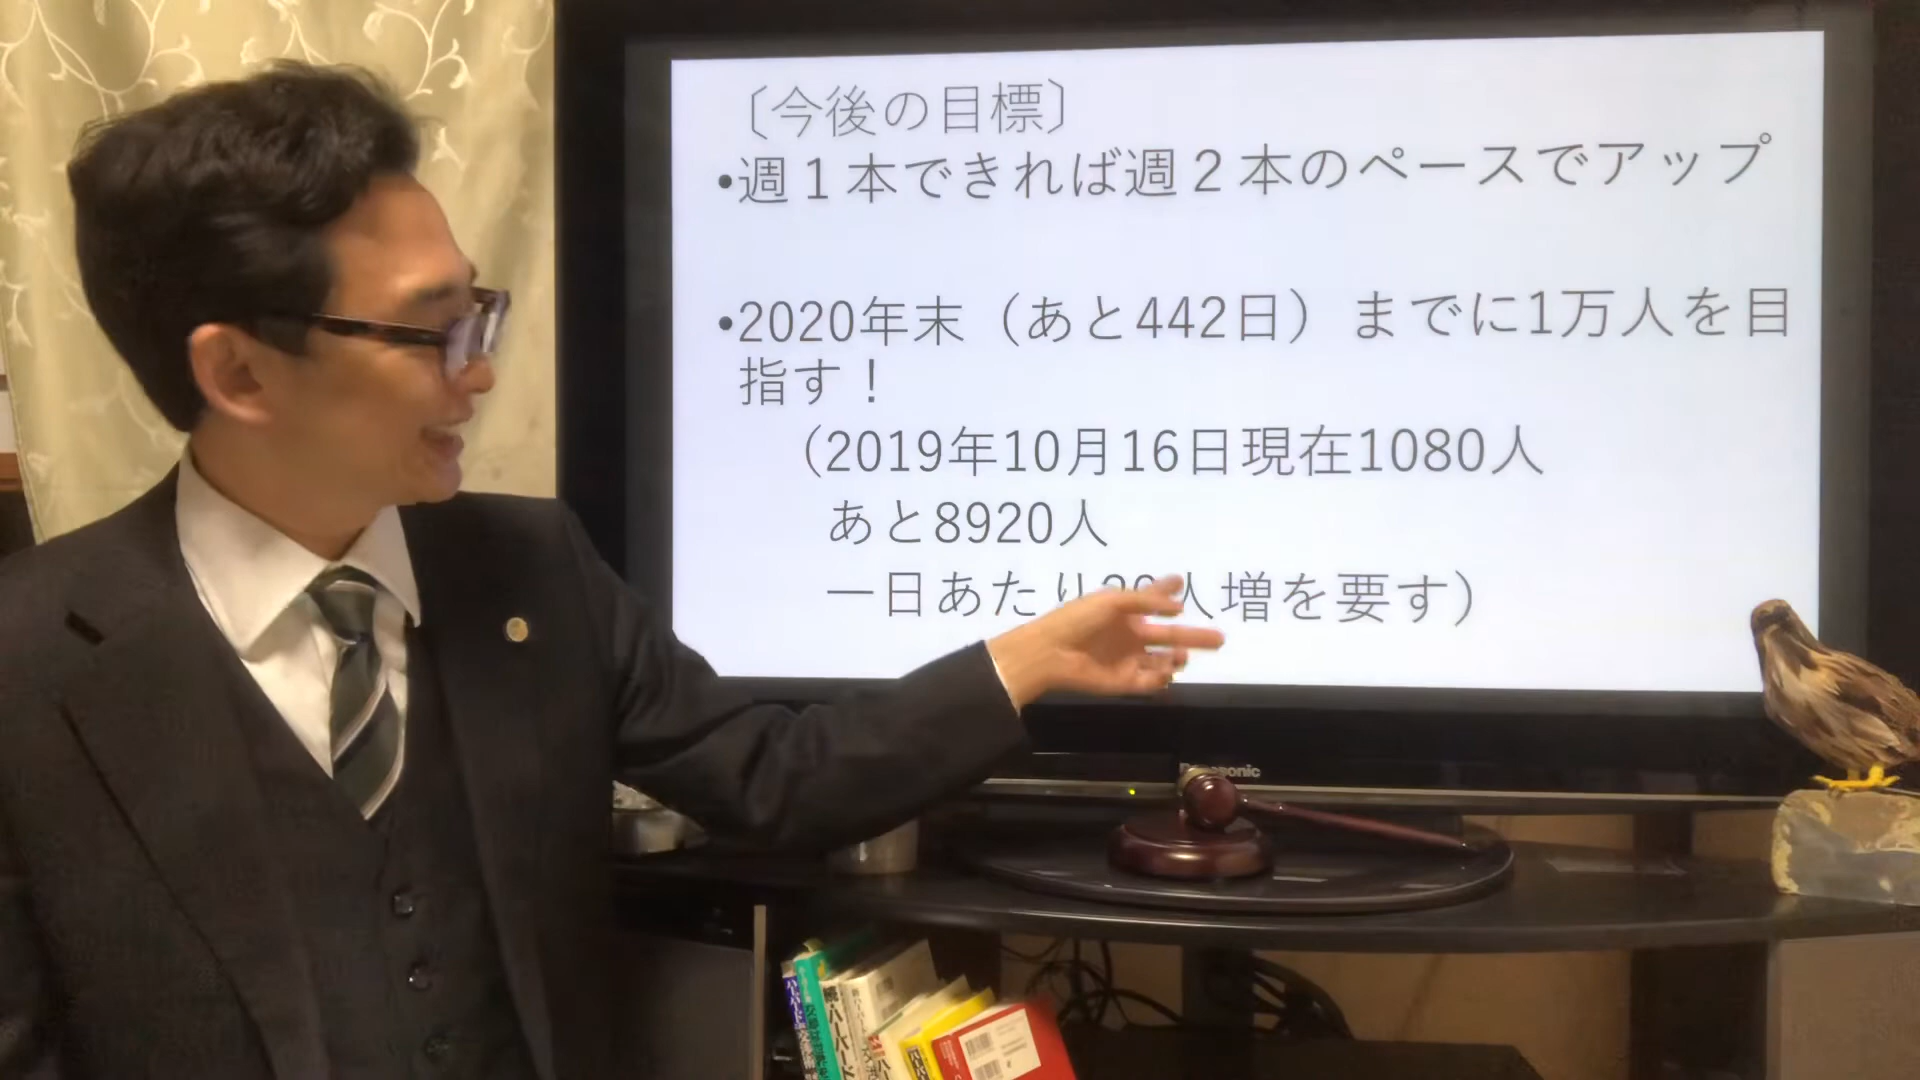 〔今後の目標〕
•週１本できれば週２本のペースでアップ
•2020年末（あと442日）までに1万人を目
指す！
（2019年10月16日現在1080人
あと8920人
一日あたり20人増を要す）
Panasonic